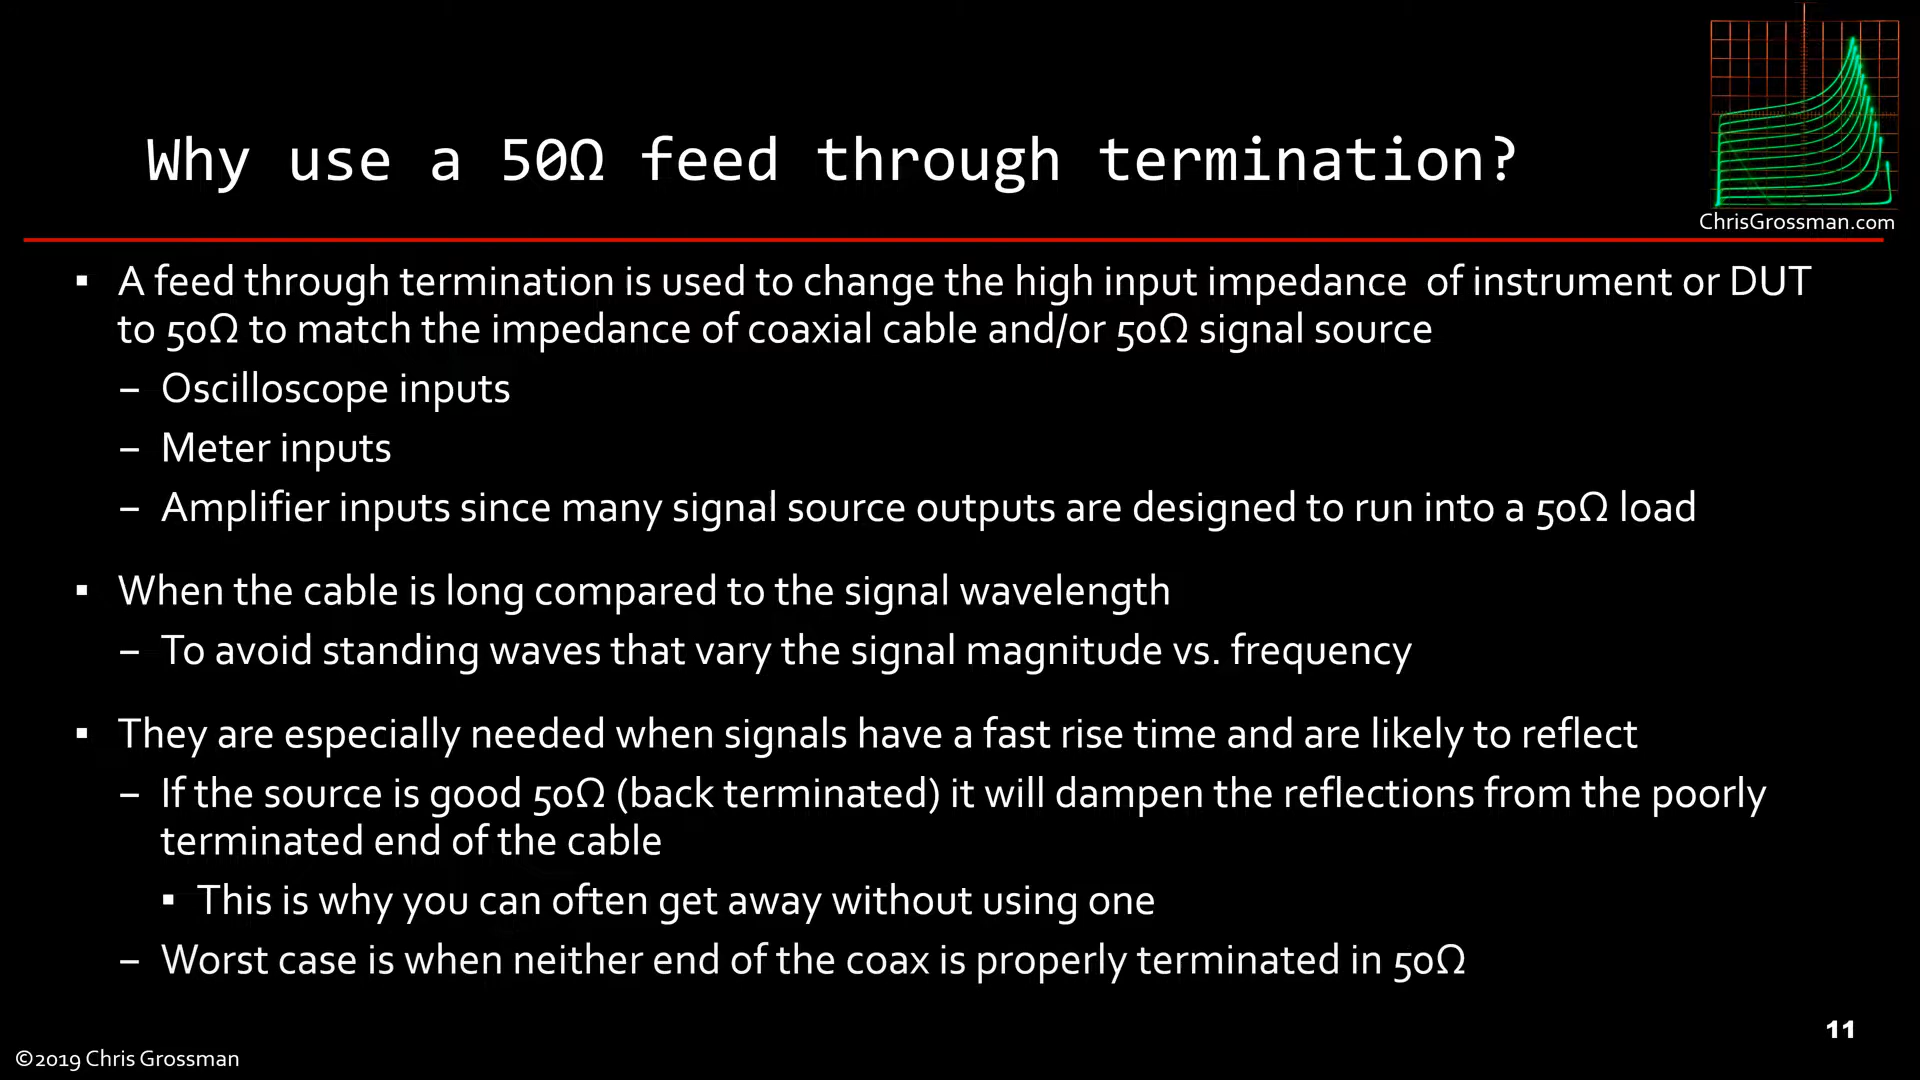 Why use a 50Ω feed through termination?
ChrisGrossman.com
▪ A feed through termination is used to change the high input impedance of instrument or DUT
to 50Ω to match the impedance of coaxial cable and/or 50Ω signal source
– Oscilloscope inputs
– Meter inputs
– Amplifier inputs since many signal source outputs are designed to run into a 50Ω load
▪ When the cable is long compared to the signal wavelength
– To avoid standing waves that vary the signal magnitude vs. frequency
▪ They are especially needed when signals have a fast rise time and are likely to reflect
– If the source is good 50Ω (back terminated) it will dampen the reflections from the poorly
terminated end of the cable
▪ This is why you can often get away without using one
– Worst case is when neither end of the coax is properly terminated in 50Ω
11
©2019 Chris Grossman